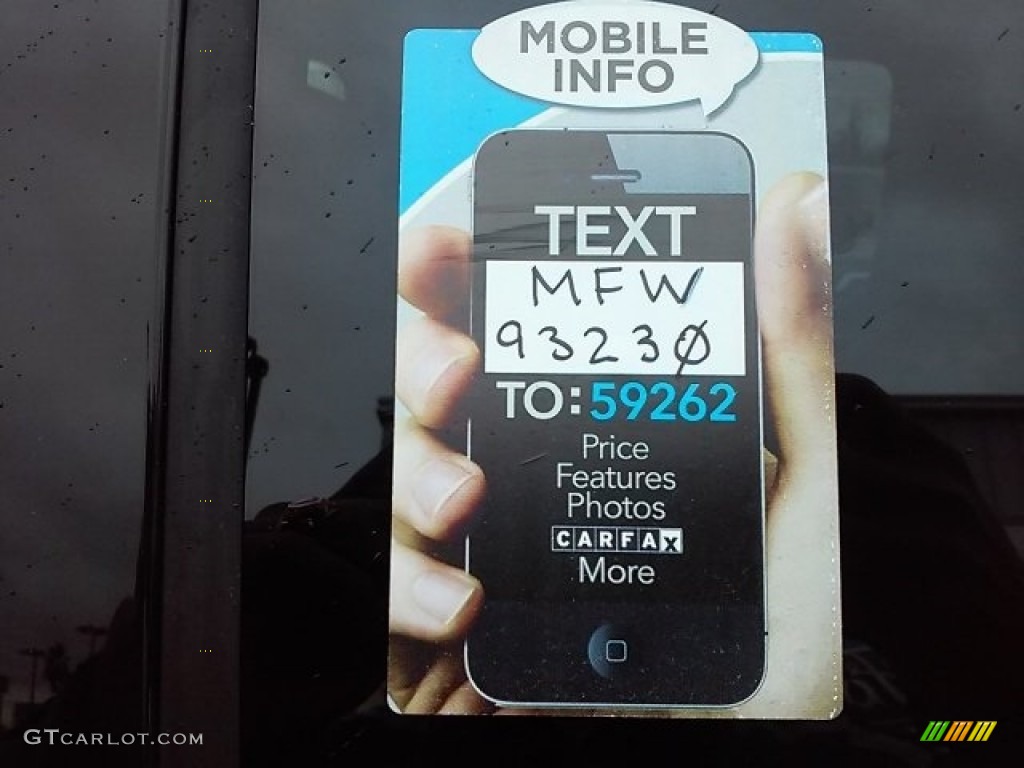 MOBILE
INFO
TEXT
MFW
93230
TO: 59262
Price
Features
Photos
CARFAX
More
GTCARLOT.COM